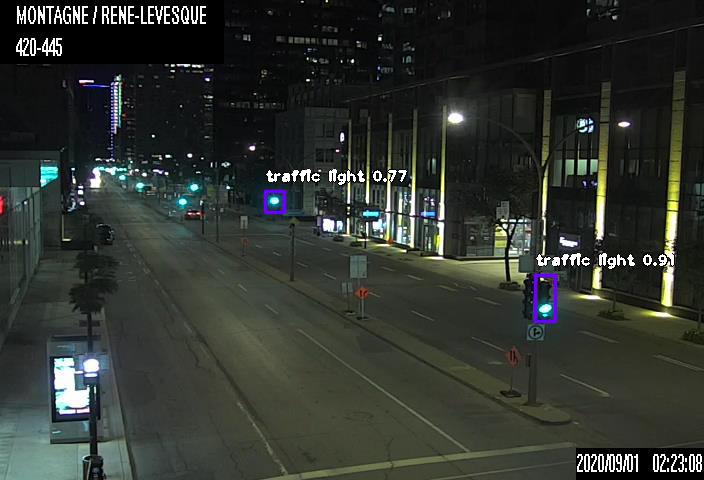 MONTAGNE / RENE-LEVESQUE
420-445
traffic light 0.77
traffic light 0.91
2020/09/01 02:23:08